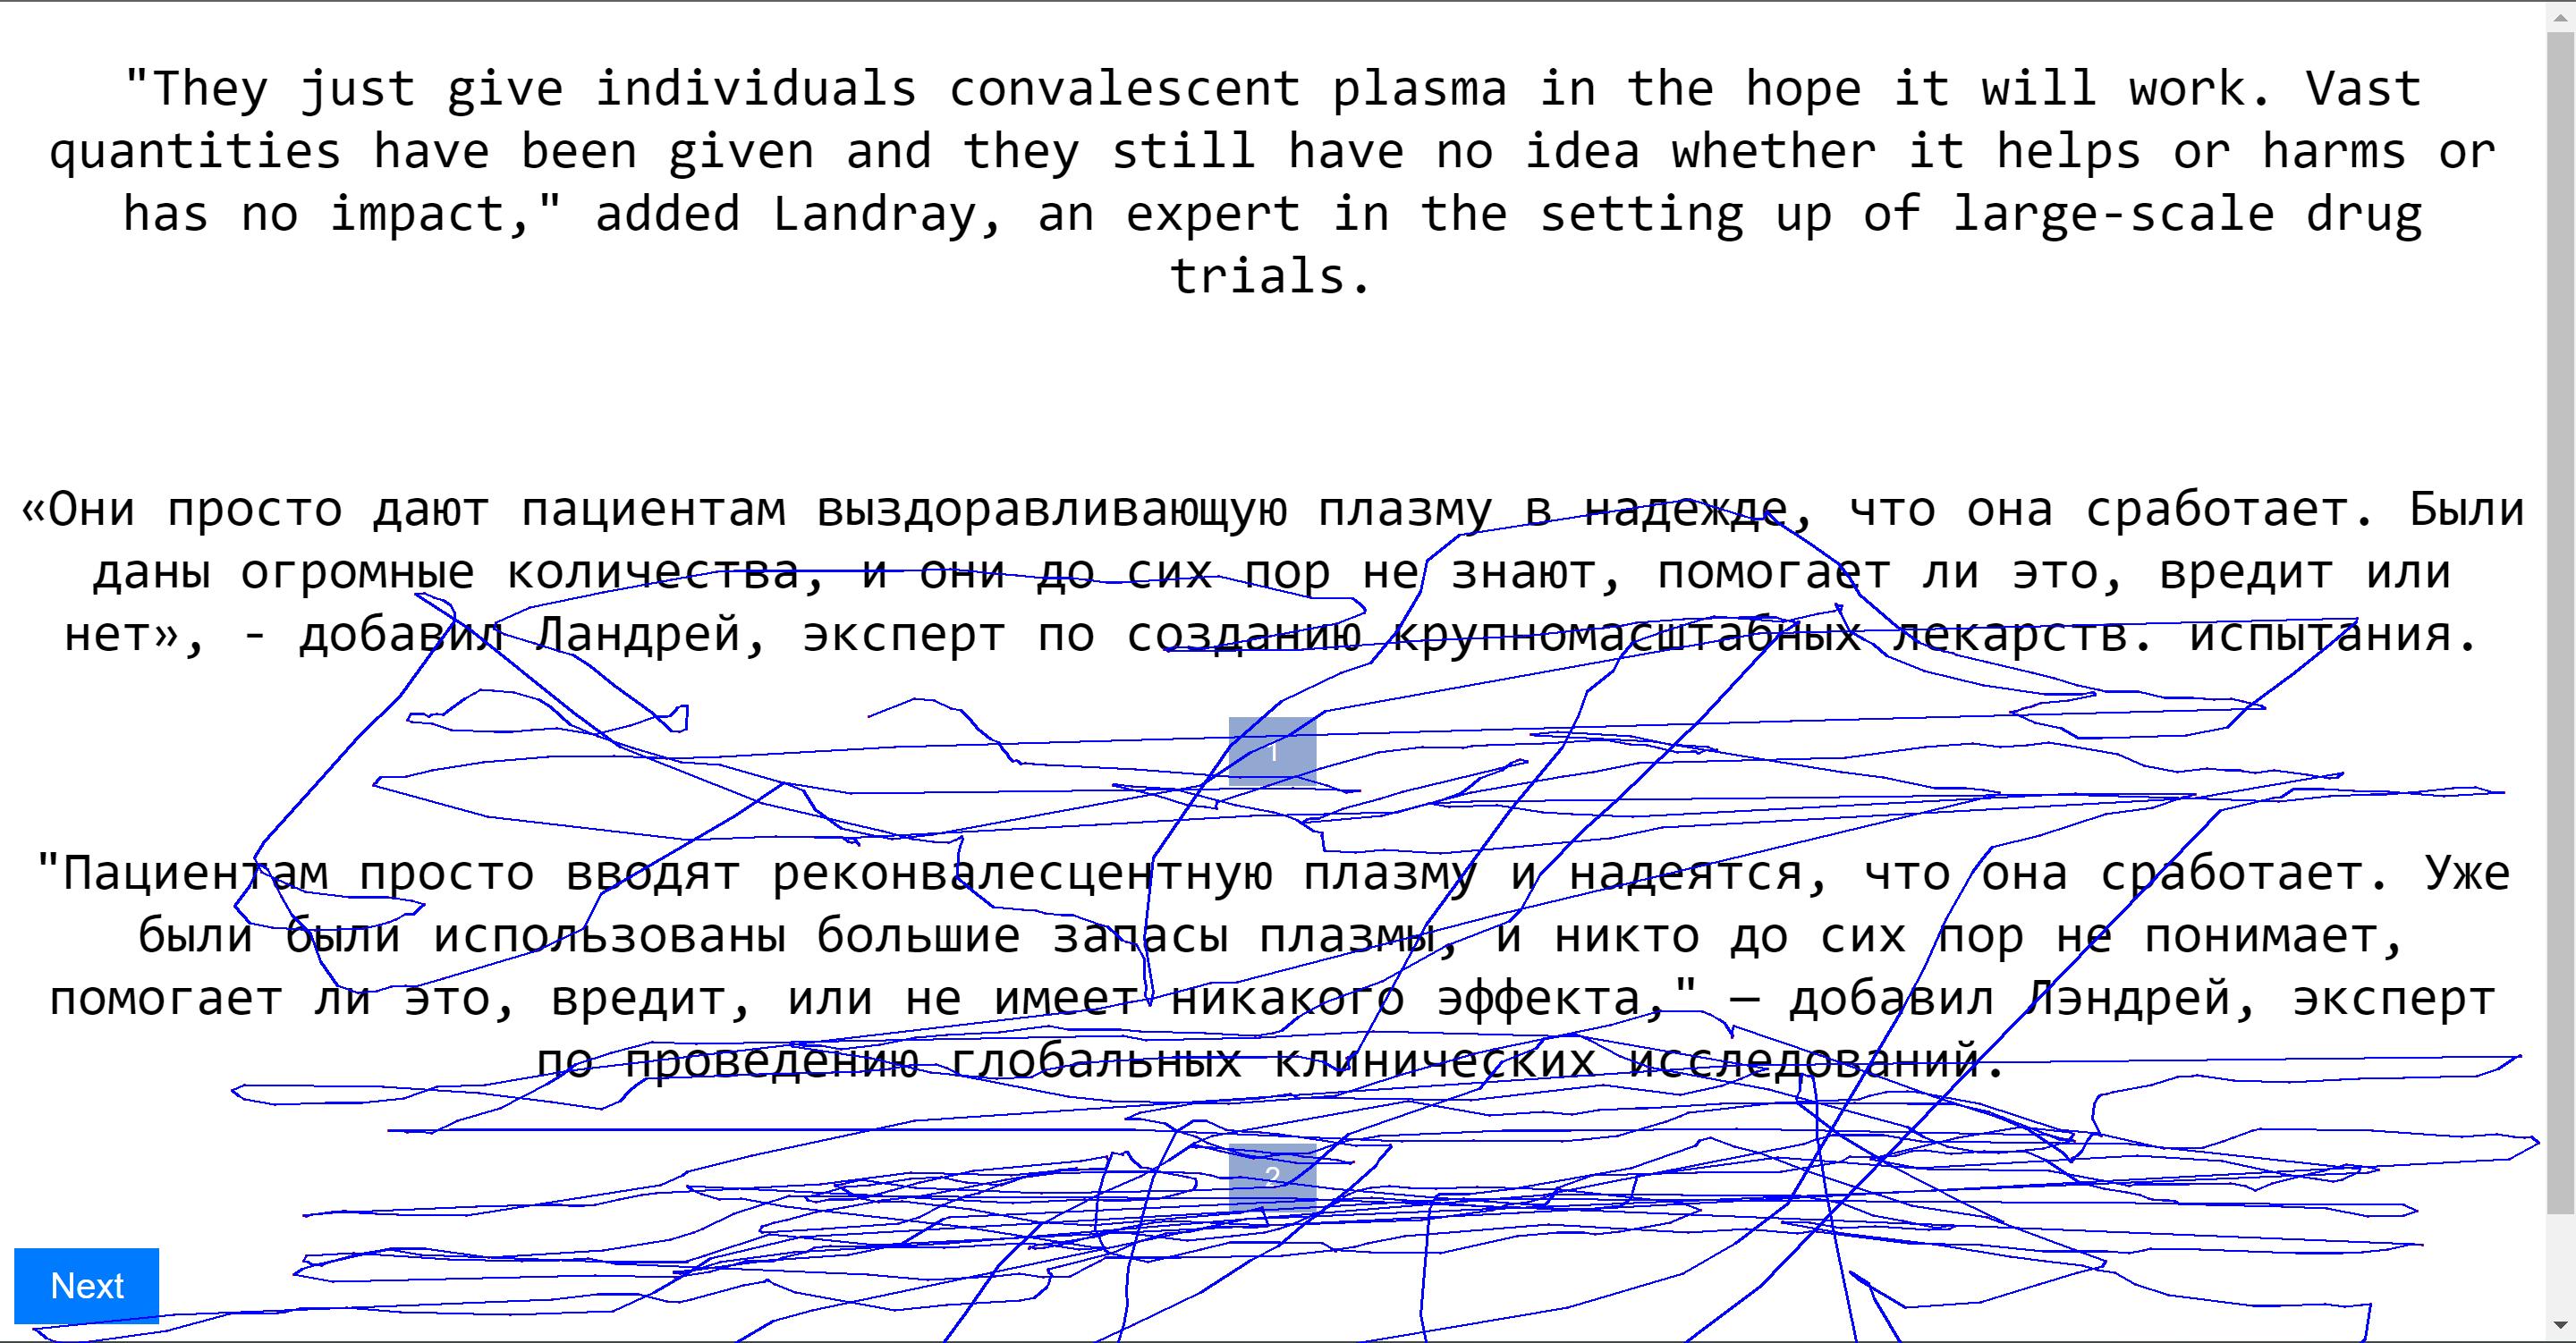 "They just give individuals convalescent plasma in the hope it will work. Vast
quantities have been given and they still have no idea whether it helps or harms or
has no impact," added Landray, an expert in the setting up of large-scale drug
trials.
«Они просто дают пациентам выздоравливающую плазму в надежде, что она сработает. Были
даны огромные количества, и они до сих пор не знают, помогает ли это, вредит или
нет», - добавил Ландрей, эксперт по созданию крупномасштабных лекарств. испытания.
1
"Пациентам просто вводят реконвалесцентную плазму и надеятся, что она сработает. Уже
были были использованы большие запасы плазмы, и никто до сих пор не понимает,
помогает ли это, вредит, или не имеет никакого эффекта," — добавил Лэндрей, эксперт
по проведению глобальных клинических исследований.
2
Next